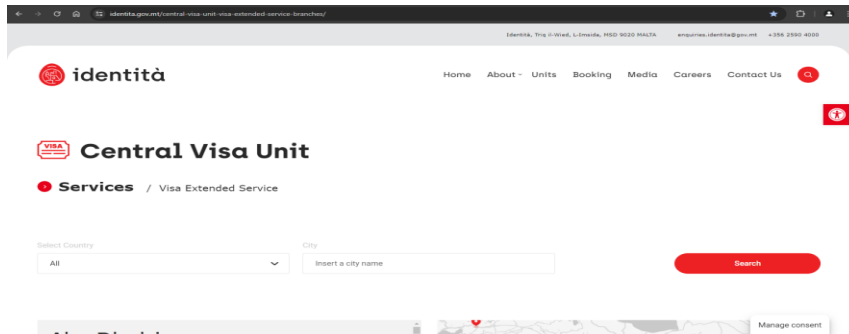 identita.gov.mt/central-visa-unit-visa-extended-service-branches/
Identità, Triq il-Wied, L-Imsida, MSD 9020 MALTA enquiries.identita@gov.mt +356 2590 4000
identità
Home About Units Booking Media Careers Contact Us
VISA
Central Visa Unit
Services / Visa Extended Service
Select Country
City
All
Insert a city name
Search
Manage consent